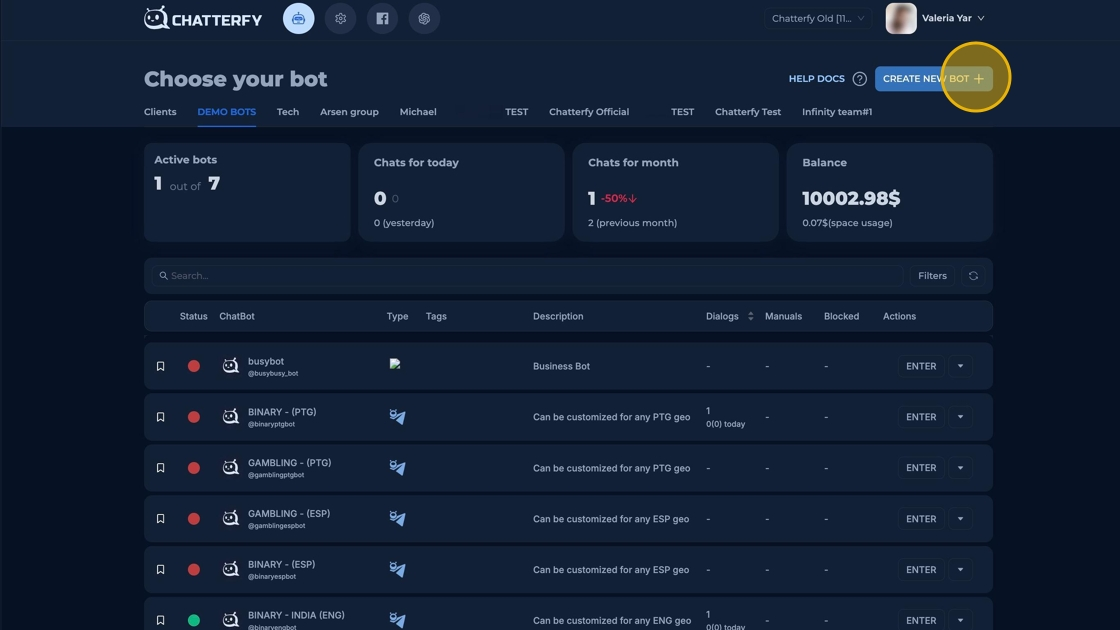 CHATTERFY
Chatterfy Old [11...
Valeria Yar
Choose your bot
HELP DOCS
CREATE NEW BOT +
Clients
DEMO BOTS
Tech
Arsen group
Michael
TEST
Chatterfy Official
TEST
Chatterfy Test
Infinity team#1
Active bots
1 out of 7
Chats for today
0 0
0 (yesterday)
Chats for month
1 -50%↓
2 (previous month)
Balance
10002.98$
0.07$(space usage)
Search...
Filters
Status ChatBot Type Tags Description Dialogs Manuals Blocked Actions
busybot
@busybusy_bot
Business Bot - - - ENTER
BINARY - (PTG)
@binaryptgbot
Can be customized for any PTG geo
1
0(0) today
- - ENTER
GAMBLING - (PTG)
@gamblingptgbot
Can be customized for any PTG geo - - - ENTER
GAMBLING - (ESP)
@gamblingespbot
Can be customized for any ESP geo - - - ENTER
BINARY - (ESP)
@binaryespbot
Can be customized for any ESP geo - - - ENTER
BINARY - INDIA (ENG)
@binaryengbot
Can be customized for any ENG geo
1
0(0) today
- - ENTER